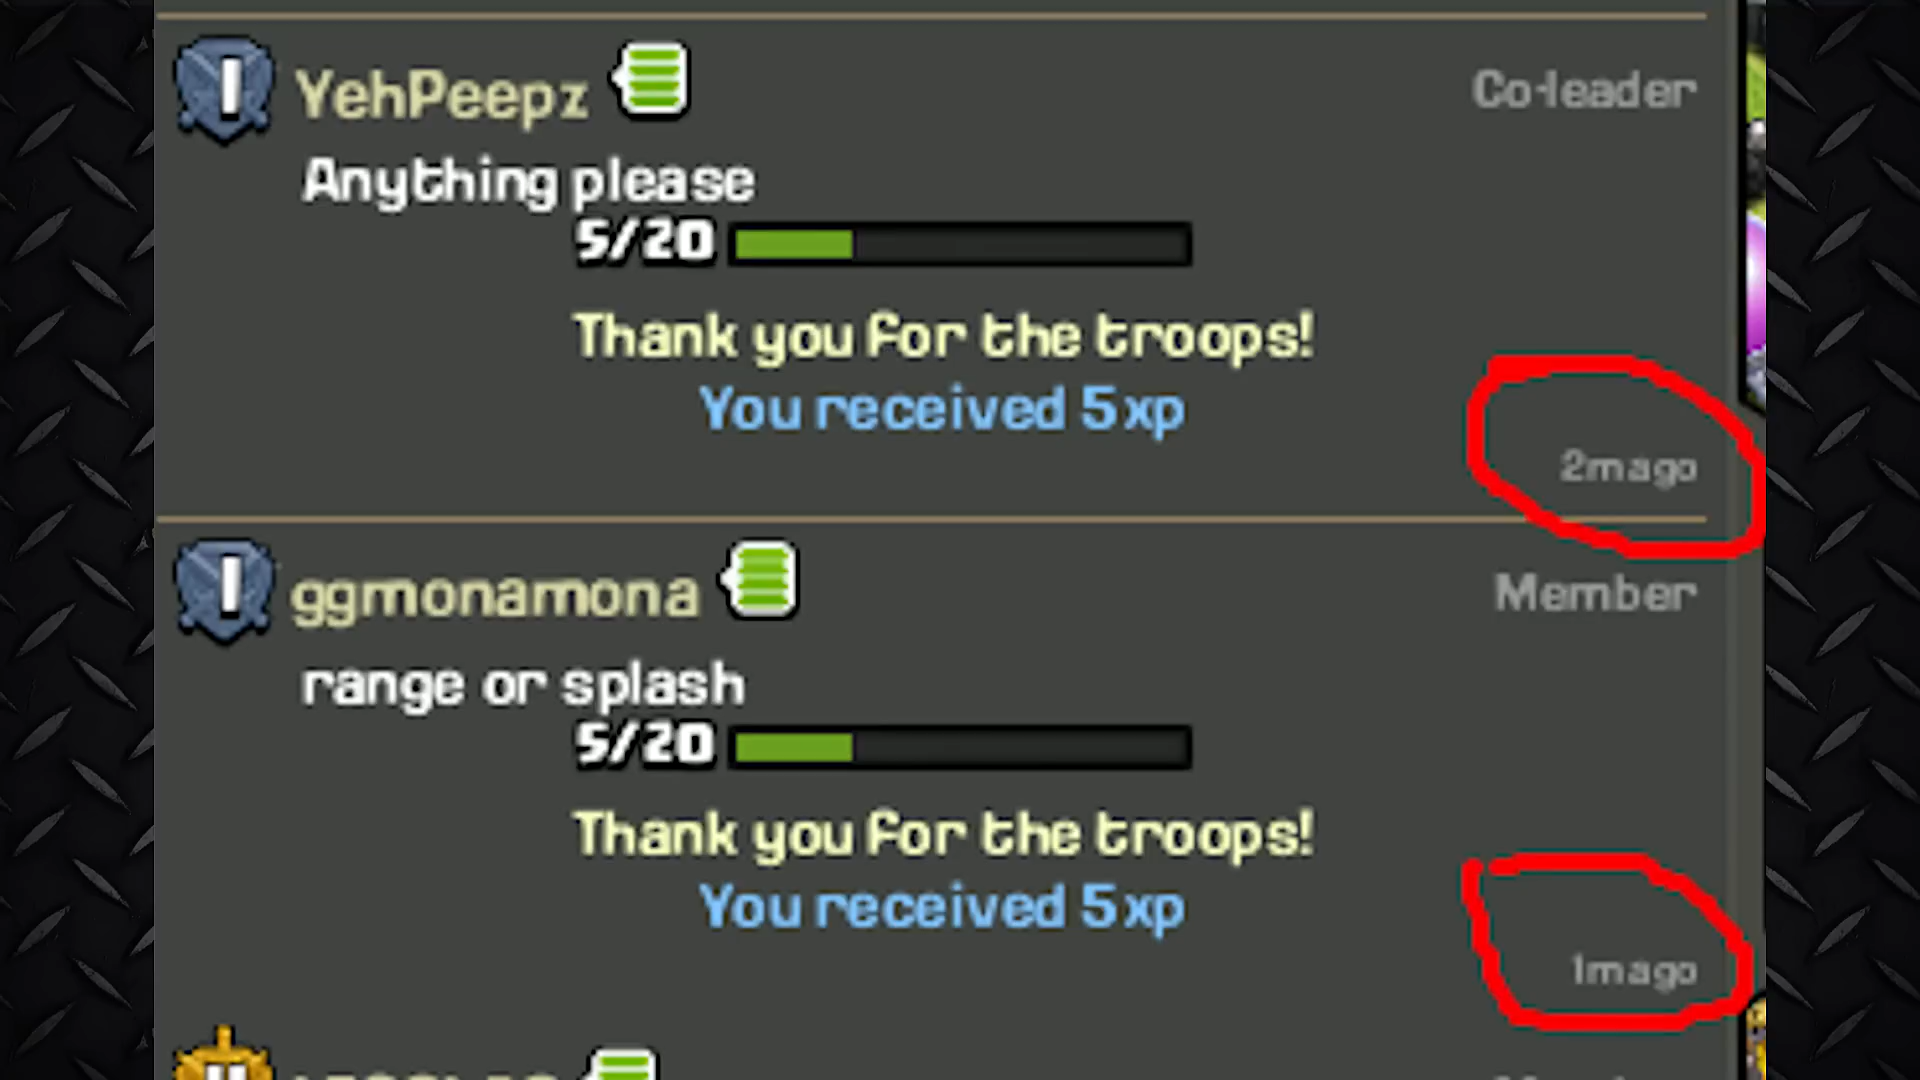 YehPeepz
Co-leader
Anything please
5/20
Thank you for the troops!
You received 5xp
2m ago
ggmonamona
Member
range or splash
5/20
Thank you for the troops!
You received 5xp
1m ago